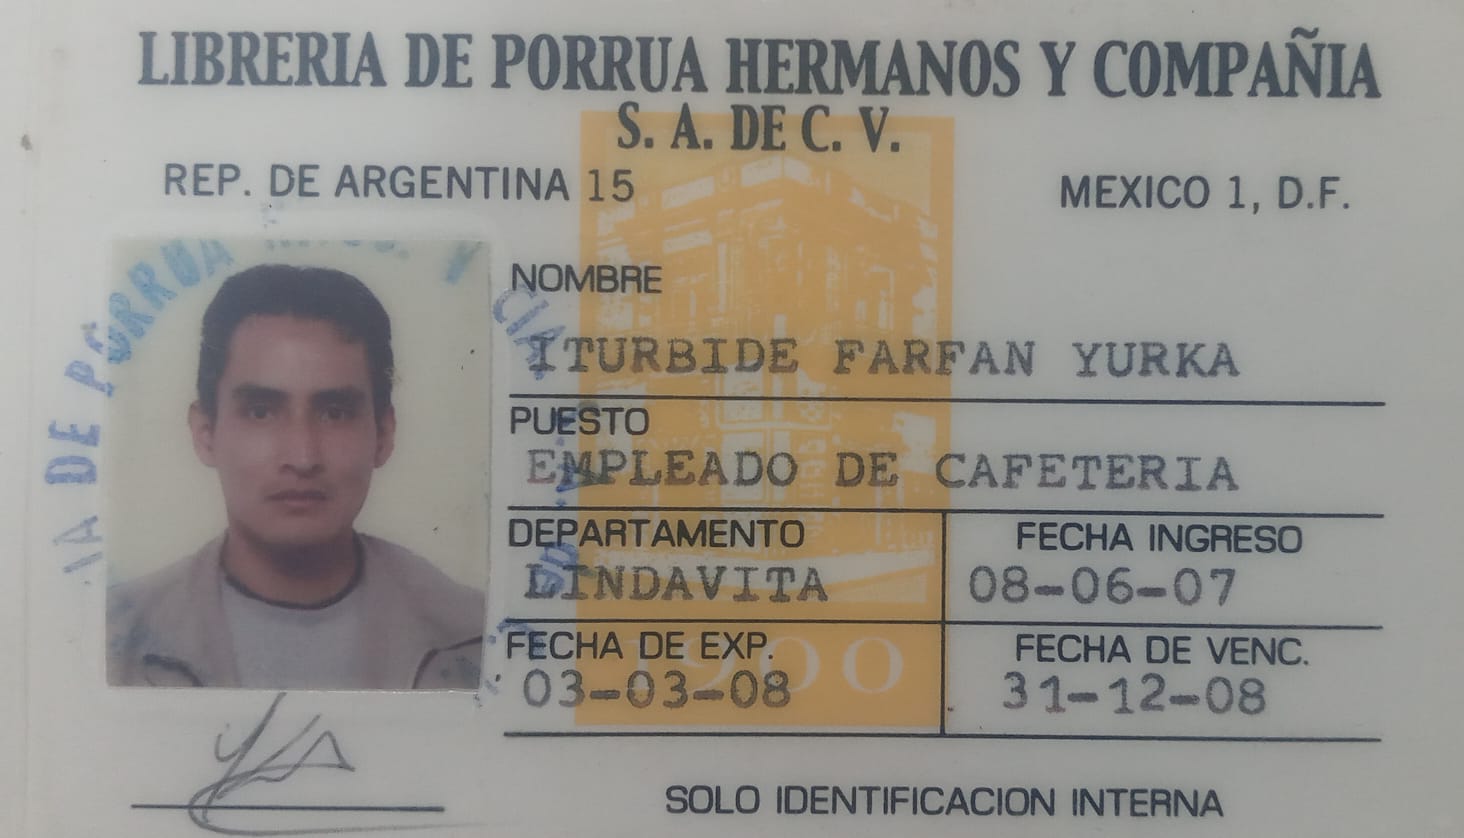 LIBRERIA DE PORRUA HERMANOS Y COMPAÑIA
S. A. DE C. V.
REP. DE ARGENTINA 15
MEXICO 1, D.F.
NOMBRE
ITURBIDE FARFAN YURKA
PUESTO
EMPLEADO DE CAFETERIA
DEPARTAMENTO
LINDAVITA
FECHA INGRESO
08-06-07
FECHA DE EXP.
03-03-08
FECHA DE VENC.
31-12-08
1900
SOLO IDENTIFICACION INTERNA
DE PORRUA
Y CIA